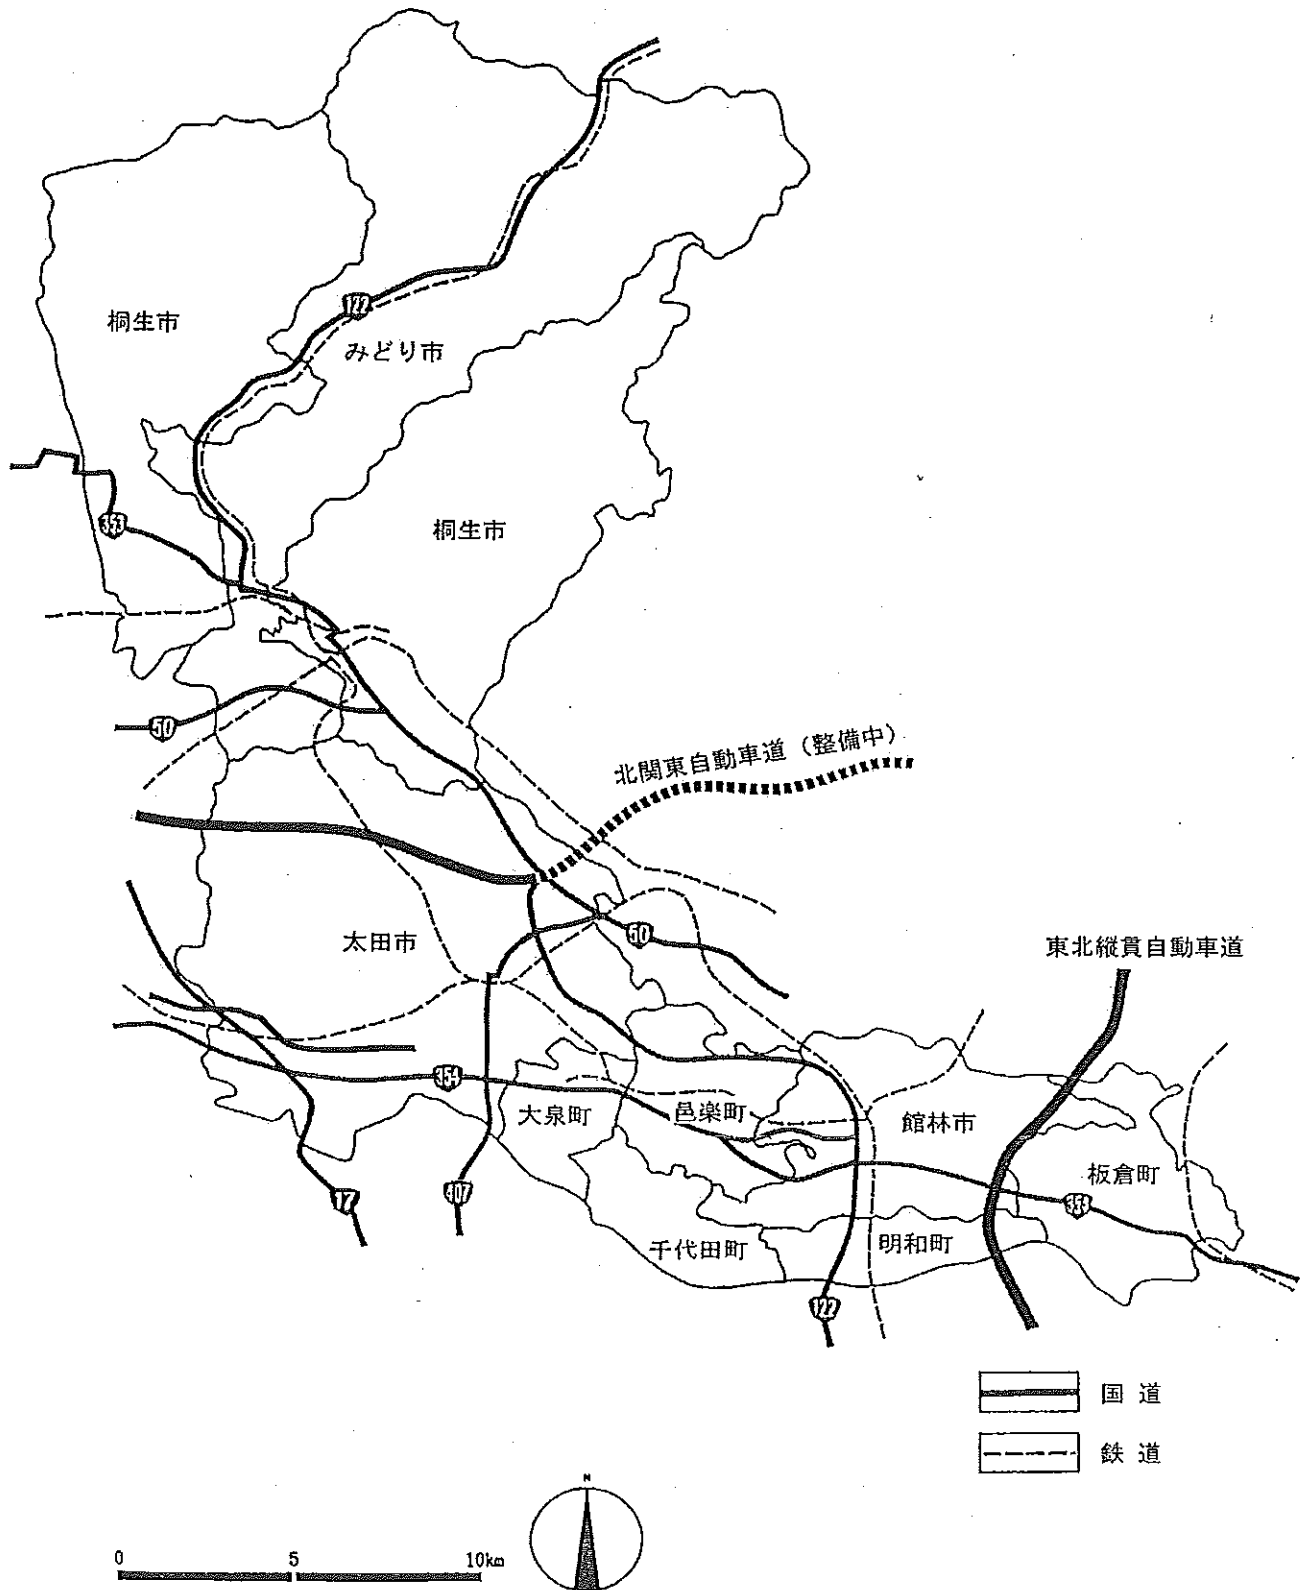 122
桐生市
みどり市
353
桐生市
50
北関東自動車道（整備中）
太田市
50
東北縦貫自動車道
354
大泉町
邑楽町
館林市
板倉町
17
407
353
千代田町
明和町
122
国道
鉄道
N
0 5 10km